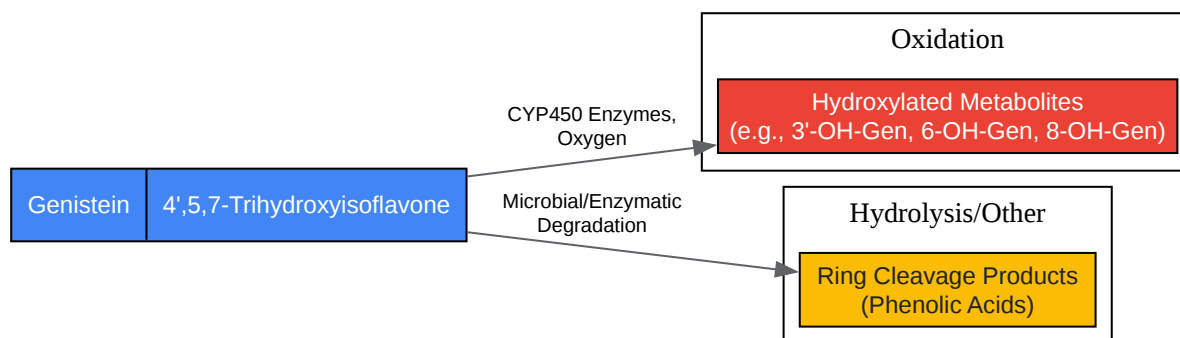 Oxidation
Hydroxylated Metabolites
(e.g., 3'-OH-Gen, 6-OH-Gen, 8-OH-Gen)
CYP450 Enzymes,
Oxygen
Genistein
4',5,7-Trihydroxyisoflavone
Microbial/Enzymatic
Degradation
Hydrolysis/Other
Ring Cleavage Products
(Phenolic Acids)